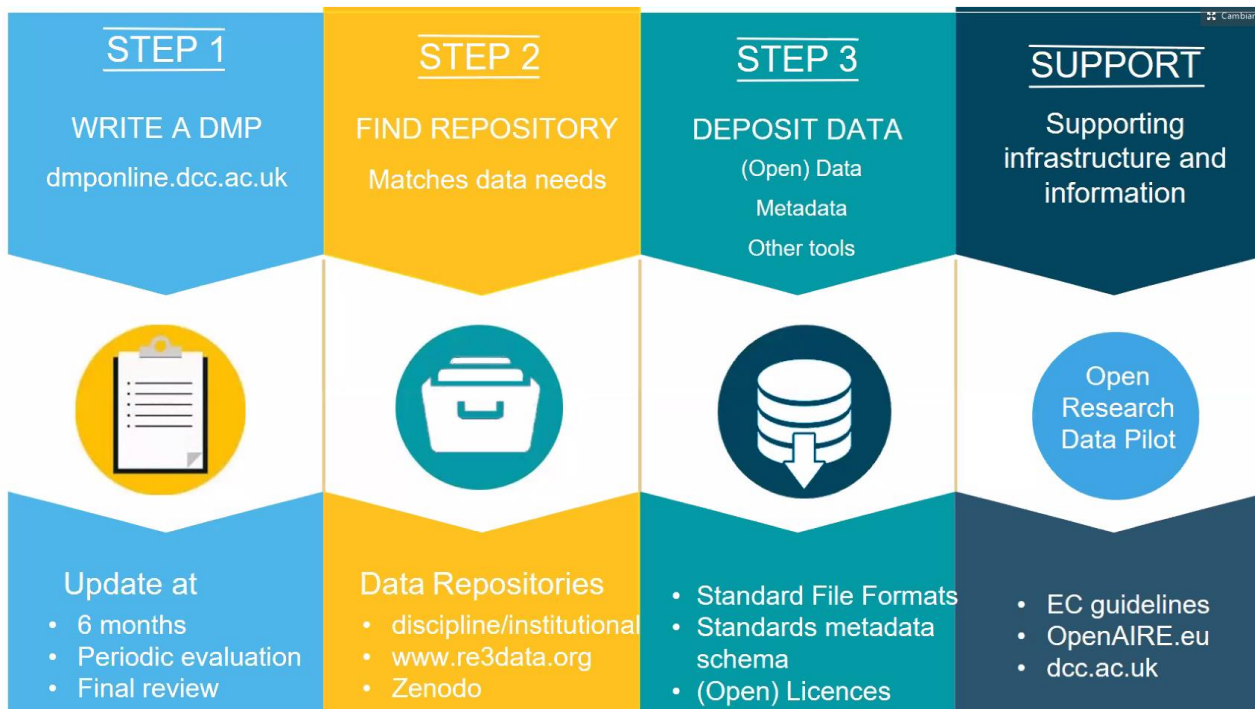 Cambiar
STEP 1
WRITE A DMP
dmponline.dcc.ac.uk
Update at
• 6 months
• Periodic evaluation
• Final review
STEP 2
FIND REPOSITORY
Matches data needs
Data Repositories
• discipline/institutional
• www.re3data.org
• Zenodo
STEP 3
DEPOSIT DATA
(Open) Data
Metadata
Other tools
• Standard File Formats
• Standards metadata
schema
• (Open) Licences
SUPPORT
Supporting
infrastructure and
information
Open
Research
Data Pilot
• EC guidelines
• OpenAIRE.eu
• dcc.ac.uk